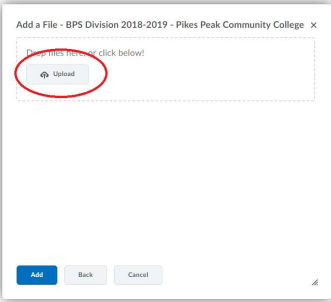 Add a File - BPS Division 2018-2019 - Pikes Peak Community College ×
Drop files here, or click below!
Upload
Add Back Cancel